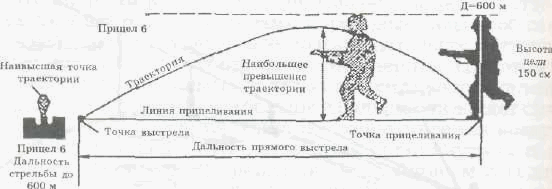 Д=600 м
Прицел 6
Наивысшая точка
траектории
Траектория
Наибольшее
превышение
траектории
Высота
цели
150 см
Линия прицеливания
Точка выстрела
Точка прицеливания
Прицел 6
Дальность
стрельбы до
600 м
Дальность прямого выстрела